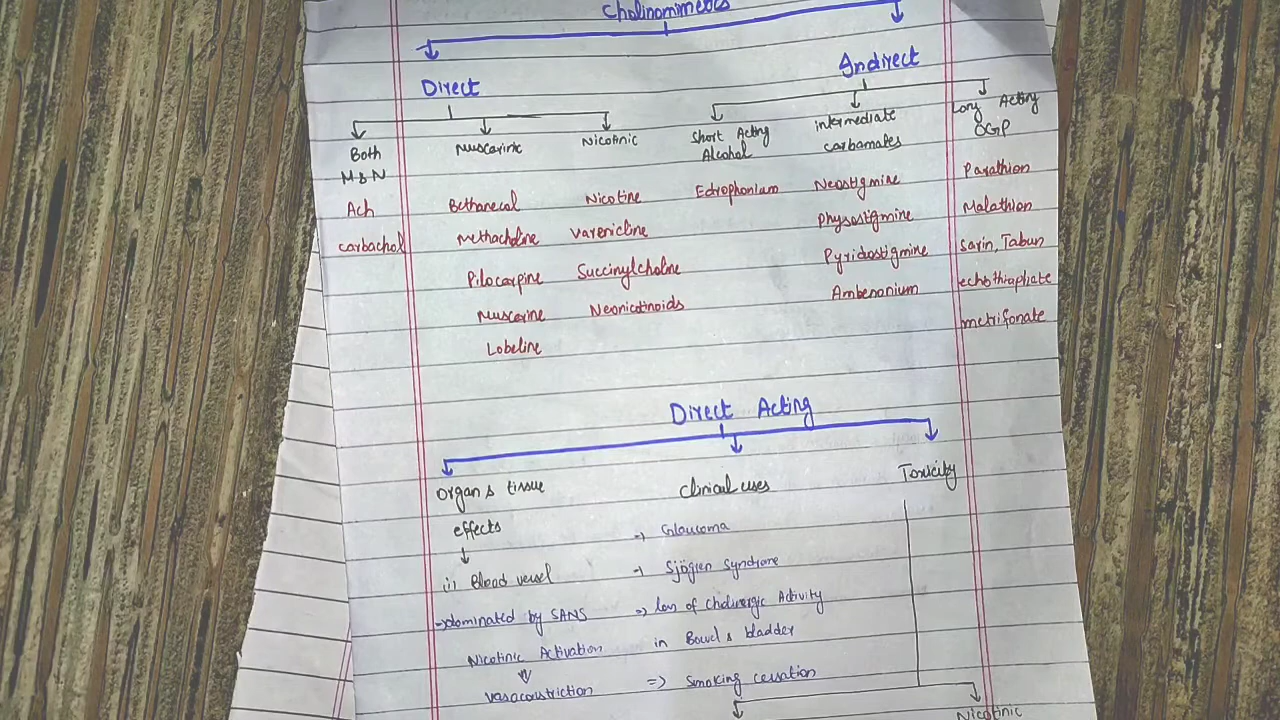 Cholinomimetics
Direct
Indirect
Both
M & N
Muscarinic
Nicotinic
Short Acting
Alcohol
intermediate
carbamates
Long Acting
OGP
Ach
carbachol
Bethanecol
Methacholine
Pilocarpine
Muscarine
Lobeline
Nicotine
varenicline
Succinylcholine
Neonicotinoids
Edrophonium
Neostigmine
Physostigmine
Pyridostigmine
Ambenonium
Parathion
Malathion
Sarin, Tabun
echothiaphate
metrifonate
Direct Acting
organ & tissue
effects
i) Blood vessel
→ dominated by SANS
Nicotinic Activation
⇓
vasoconstriction
clinical uses
→ Glaucoma
→ Sjögren syndrome
⇒ loss of cholinergic Activity
in Bowel & bladder
⇒ smoking cessation
Toxicity
Nicotinic